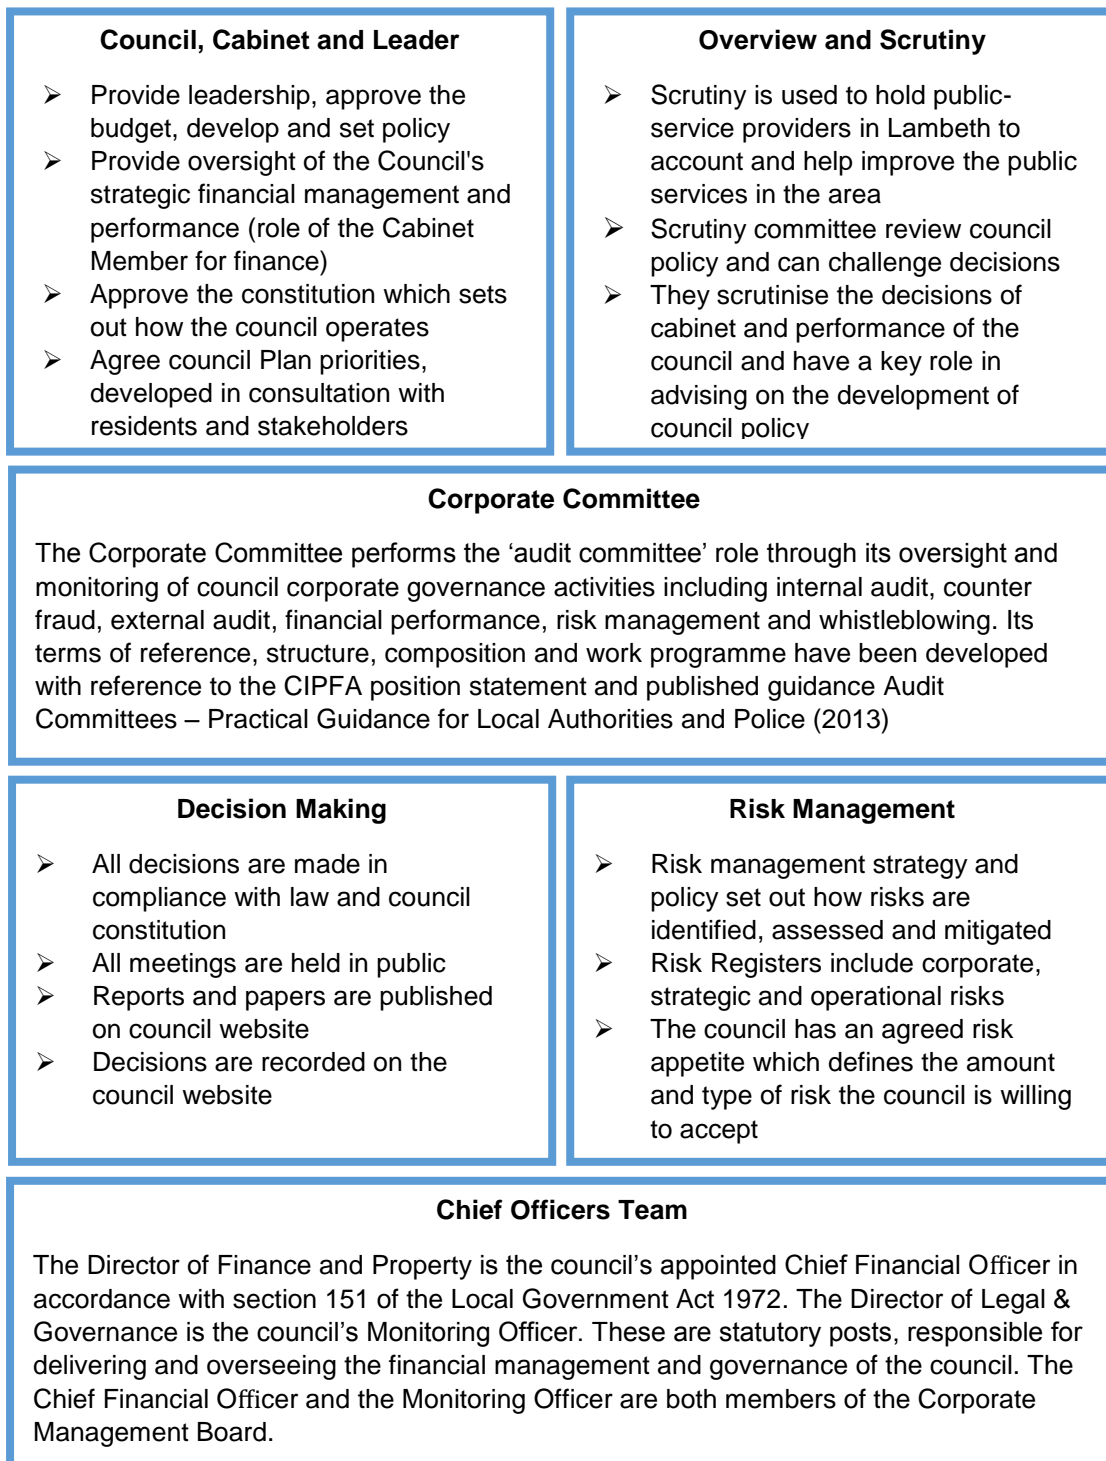 Council, Cabinet and Leader
➢ Provide leadership, approve the
budget, develop and set policy
➢ Provide oversight of the Council's
strategic financial management and
performance (role of the Cabinet
Member for finance)
➢ Approve the constitution which sets
out how the council operates
➢ Agree council Plan priorities,
developed in consultation with
residents and stakeholders
Overview and Scrutiny
➢ Scrutiny is used to hold public-
service providers in Lambeth to
account and help improve the public
services in the area
➢ Scrutiny committee review council
policy and can challenge decisions
➢ They scrutinise the decisions of
cabinet and performance of the
council and have a key role in
advising on the development of
council policy
Corporate Committee
The Corporate Committee performs the ‘audit committee’ role through its oversight and
monitoring of council corporate governance activities including internal audit, counter
fraud, external audit, financial performance, risk management and whistleblowing. Its
terms of reference, structure, composition and work programme have been developed
with reference to the CIPFA position statement and published guidance Audit
Committees – Practical Guidance for Local Authorities and Police (2013)
Decision Making
➢ All decisions are made in
compliance with law and council
constitution
➢ All meetings are held in public
➢ Reports and papers are published
on council website
➢ Decisions are recorded on the
council website
Risk Management
➢ Risk management strategy and
policy set out how risks are
identified, assessed and mitigated
➢ Risk Registers include corporate,
strategic and operational risks
➢ The council has an agreed risk
appetite which defines the amount
and type of risk the council is willing
to accept
Chief Officers Team
The Director of Finance and Property is the council’s appointed Chief Financial Officer in
accordance with section 151 of the Local Government Act 1972. The Director of Legal &
Governance is the council’s Monitoring Officer. These are statutory posts, responsible for
delivering and overseeing the financial management and governance of the council. The
Chief Financial Officer and the Monitoring Officer are both members of the Corporate
Management Board.